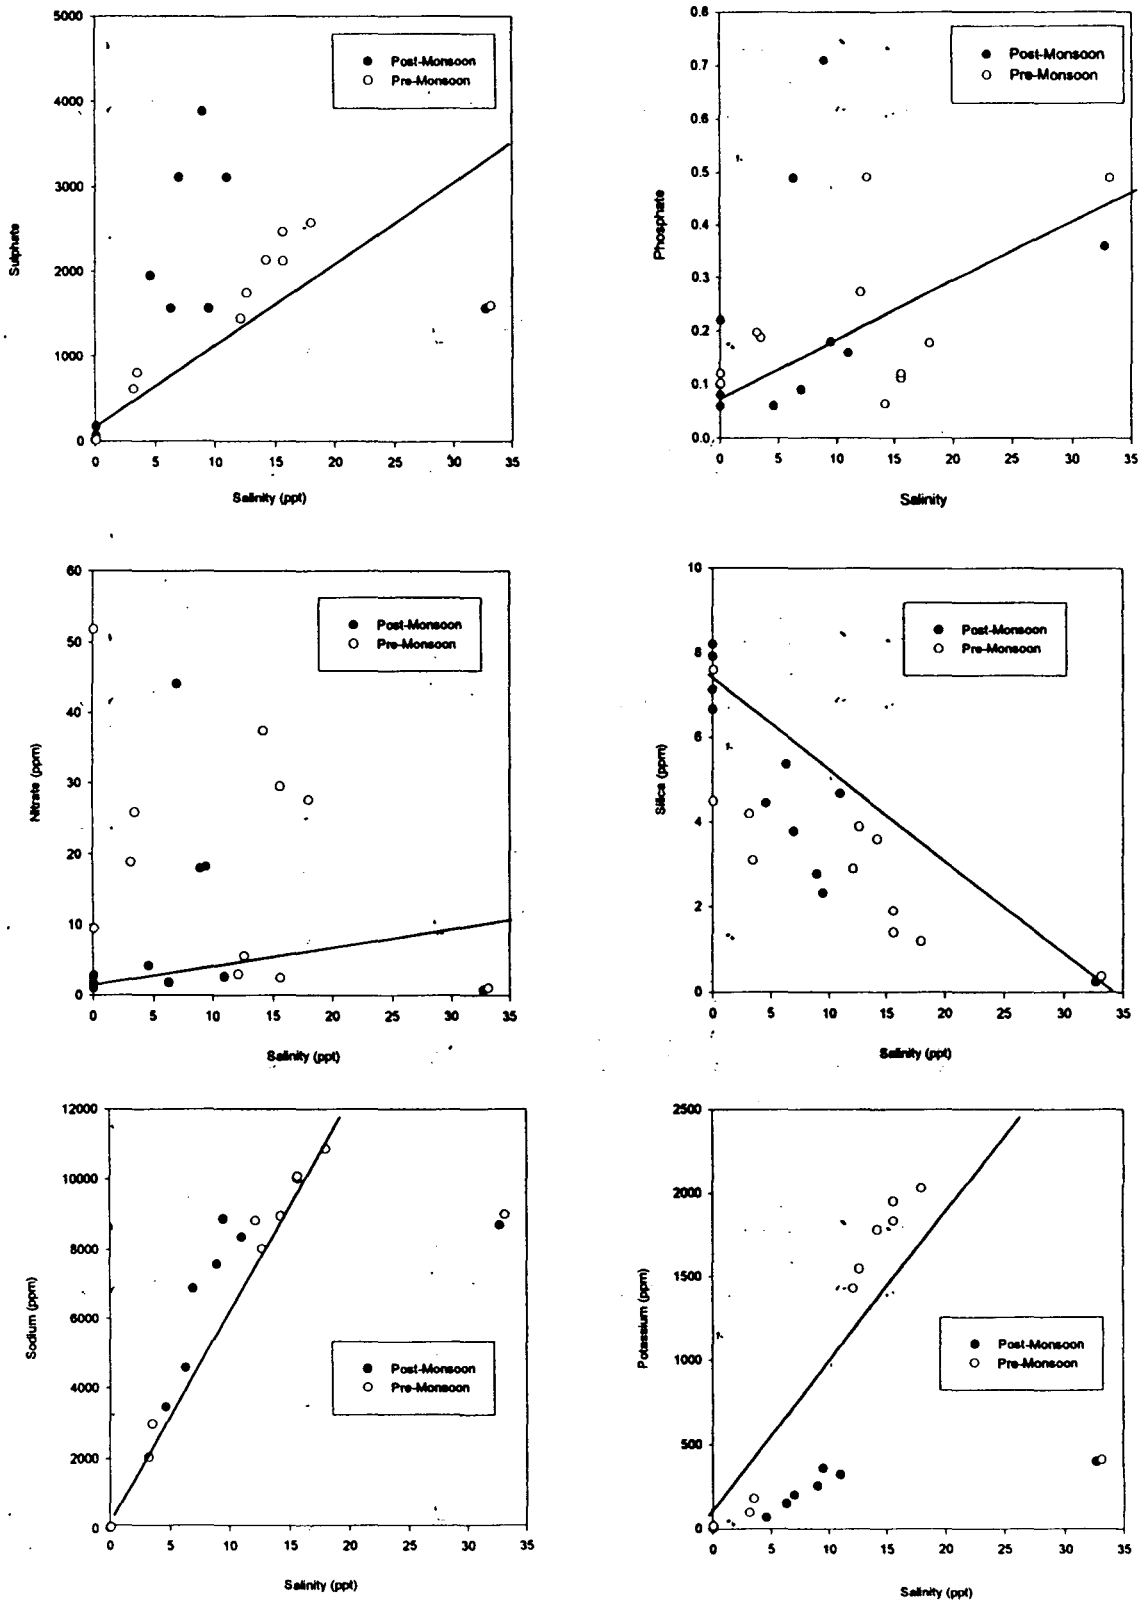 5000
4000
3000
2000
1000
0
Sulphate
Post-Monsoon
Pre-Monsoon
0 5 10 15 20 25 30 35
Salinity (ppt)
0.8
0.7
0.6
0.5
0.4
0.3
0.2
0.1
0.0
Phosphate
Post-Monsoon
Pre-Monsoon
0 5 10 15 20 25 30 35
Salinity
60
50
40
30
20
10
0
Nitrate (ppm)
Post-Monsoon
Pre-Monsoon
0 5 10 15 20 25 30 35
Salinity (ppt)
10
8
6
4
2
0
Silica (ppm)
Post-Monsoon
Pre-Monsoon
0 5 10 15 20 25 30 35
Salinity (ppt)
12000
10000
8000
6000
4000
2000
0
Sodium (ppm)
Post-Monsoon
Pre-Monsoon
0 5 10 15 20 25 30 35
Salinity (ppt)
2500
2000
1500
1000
500
0
Potassium (ppm)
Post-Monsoon
Pre-Monsoon
0 5 10 15 20 25 30 35
Salinity (ppt)